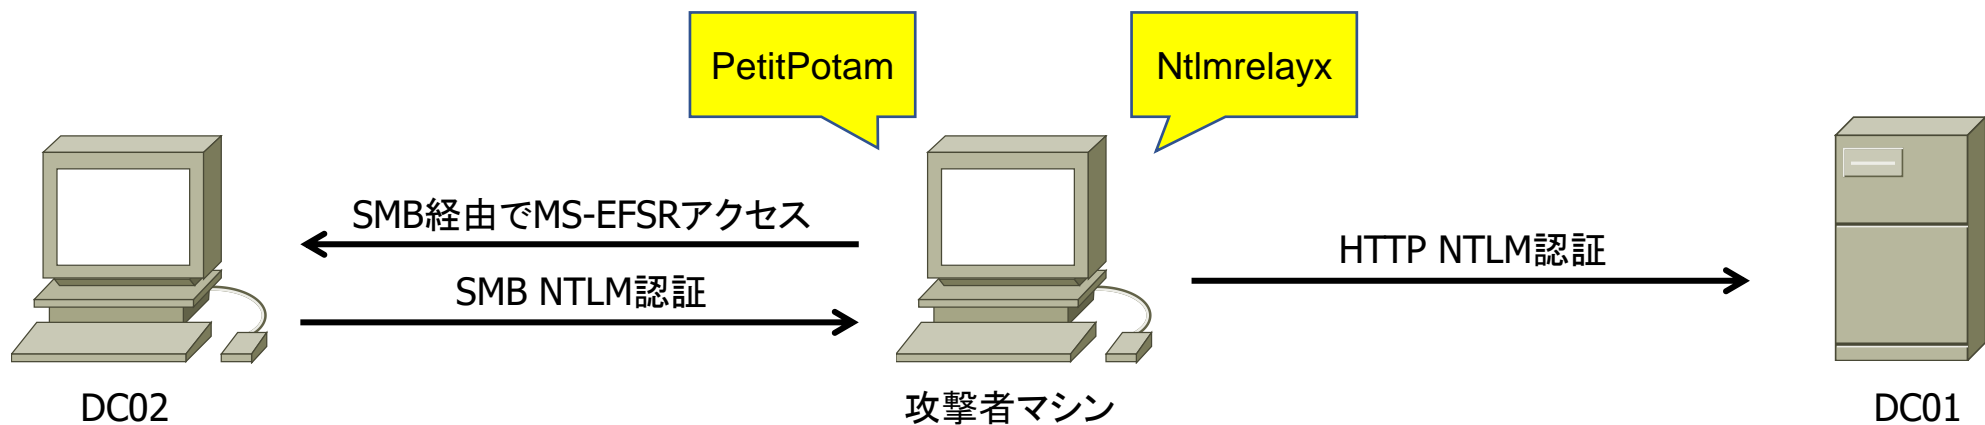 PetitPotam
Ntlmrelayx
SMB経由でMS-EFSRアクセス
SMB NTLM認証
HTTP NTLM認証
DC02
攻撃者マシン
DC01